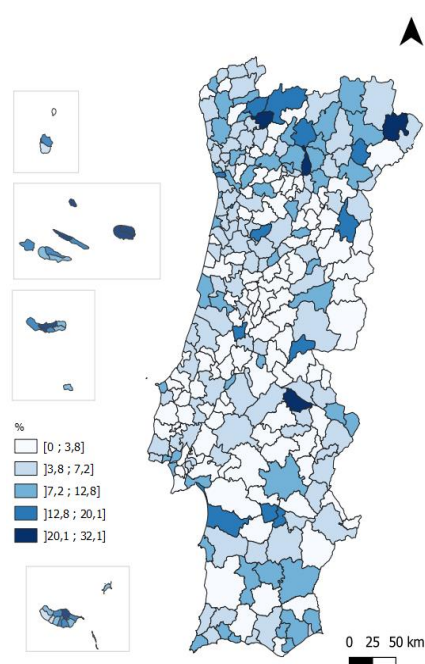 %
[0 ; 3,8]
]3,8 ; 7,2]
]7,2 ; 12,8]
]12,8 ; 20,1]
]20,1 ; 32,1]
0 25 50 km